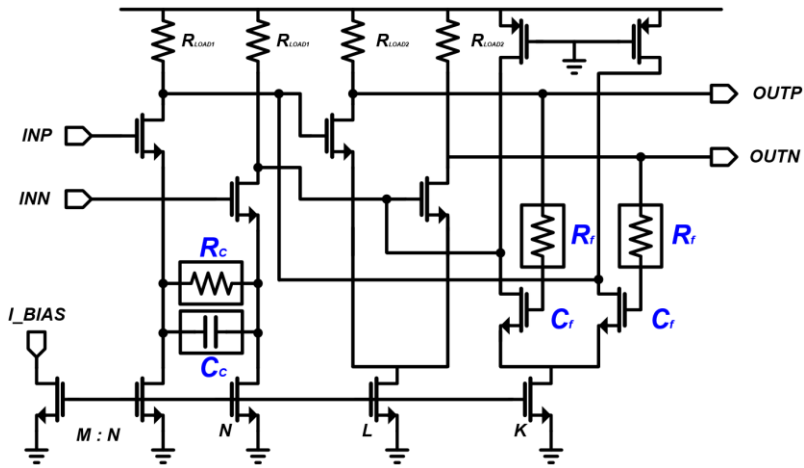 RLOAD1
RLOAD1
RLOAD2
RLOAD2
OUTP
INP
OUTN
INN
Rf
Rf
Rc
I_BIAS
Cf
Cf
Cc
M : N
N
L
K